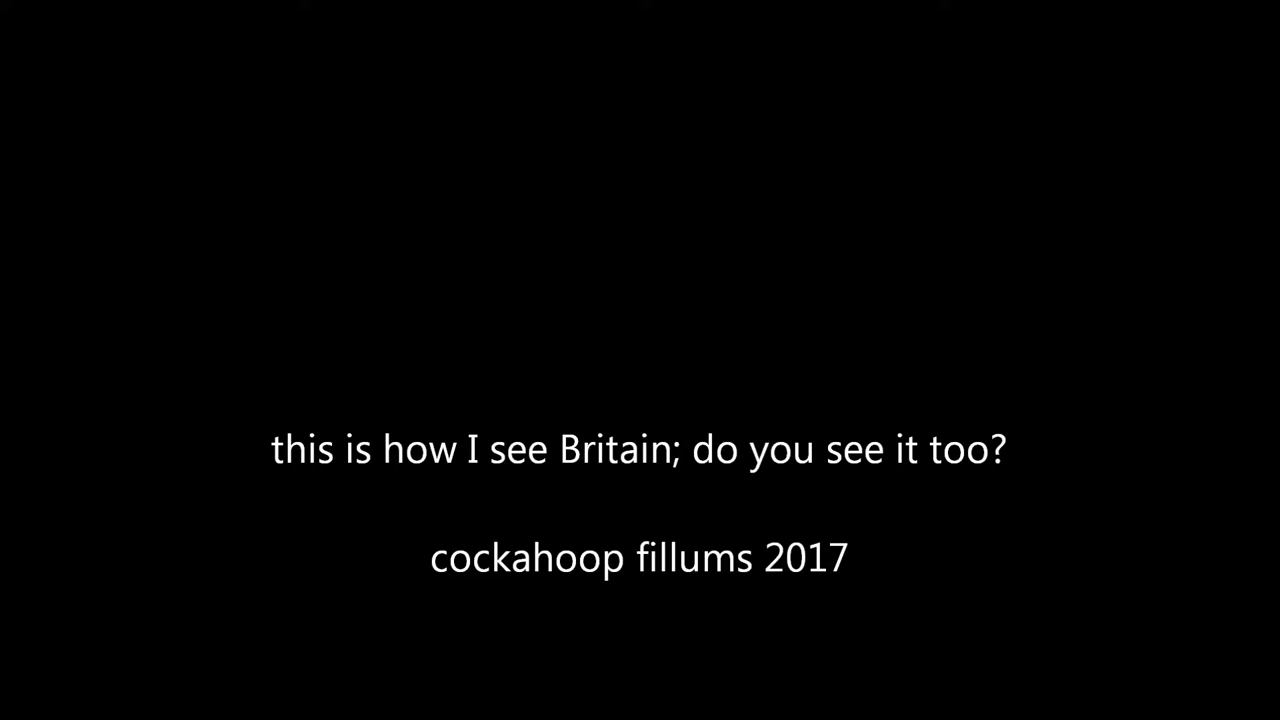 this is how I see Britain; do you see it too?
cockahoop fillums 2017